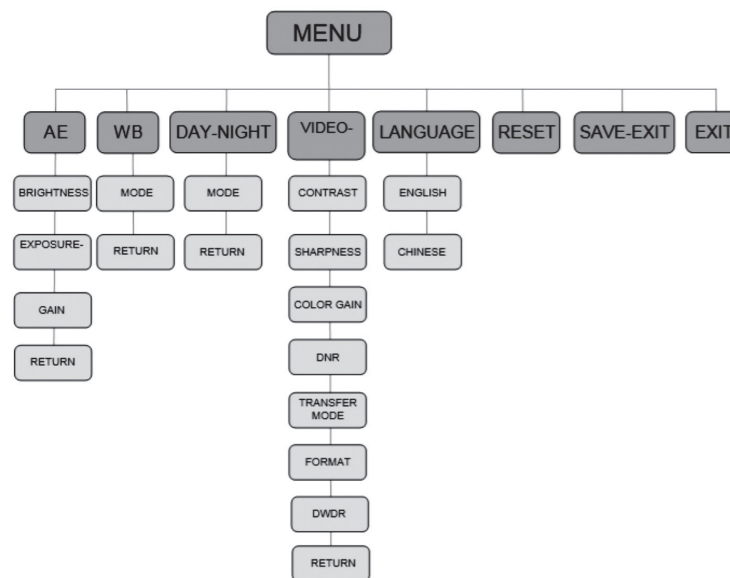 MENU
AE
WB
DAY-NIGHT
VIDEO-
LANGUAGE
RESET
SAVE-EXIT
EXIT
BRIGHTNESS
MODE
MODE
CONTRAST
ENGLISH
EXPOSURE-
RETURN
RETURN
SHARPNESS
CHINESE
GAIN
COLOR GAIN
RETURN
DNR
TRANSFER
MODE
FORMAT
DWDR
RETURN